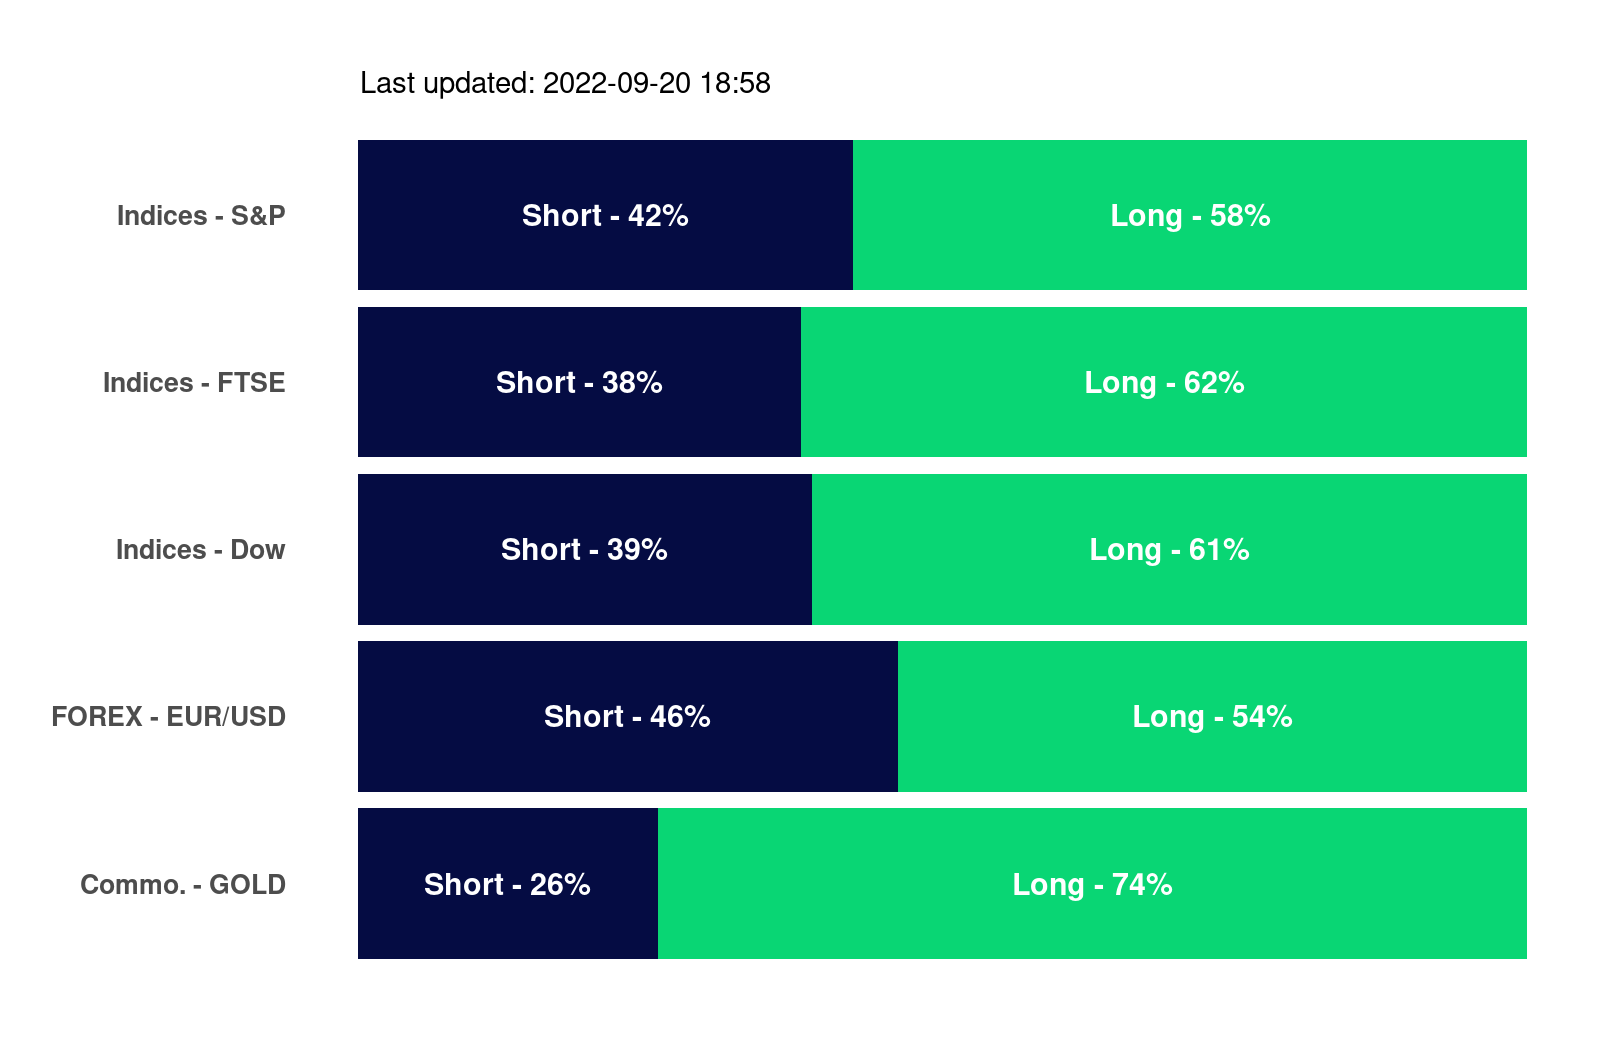 Last updated: 2022-09-20 18:58
Indices - S&P Short - 42% Long - 58%
Indices - FTSE Short - 38% Long - 62%
Indices - Dow Short - 39% Long - 61%
FOREX - EUR/USD Short - 46% Long - 54%
Commo. - GOLD Short - 26% Long - 74%